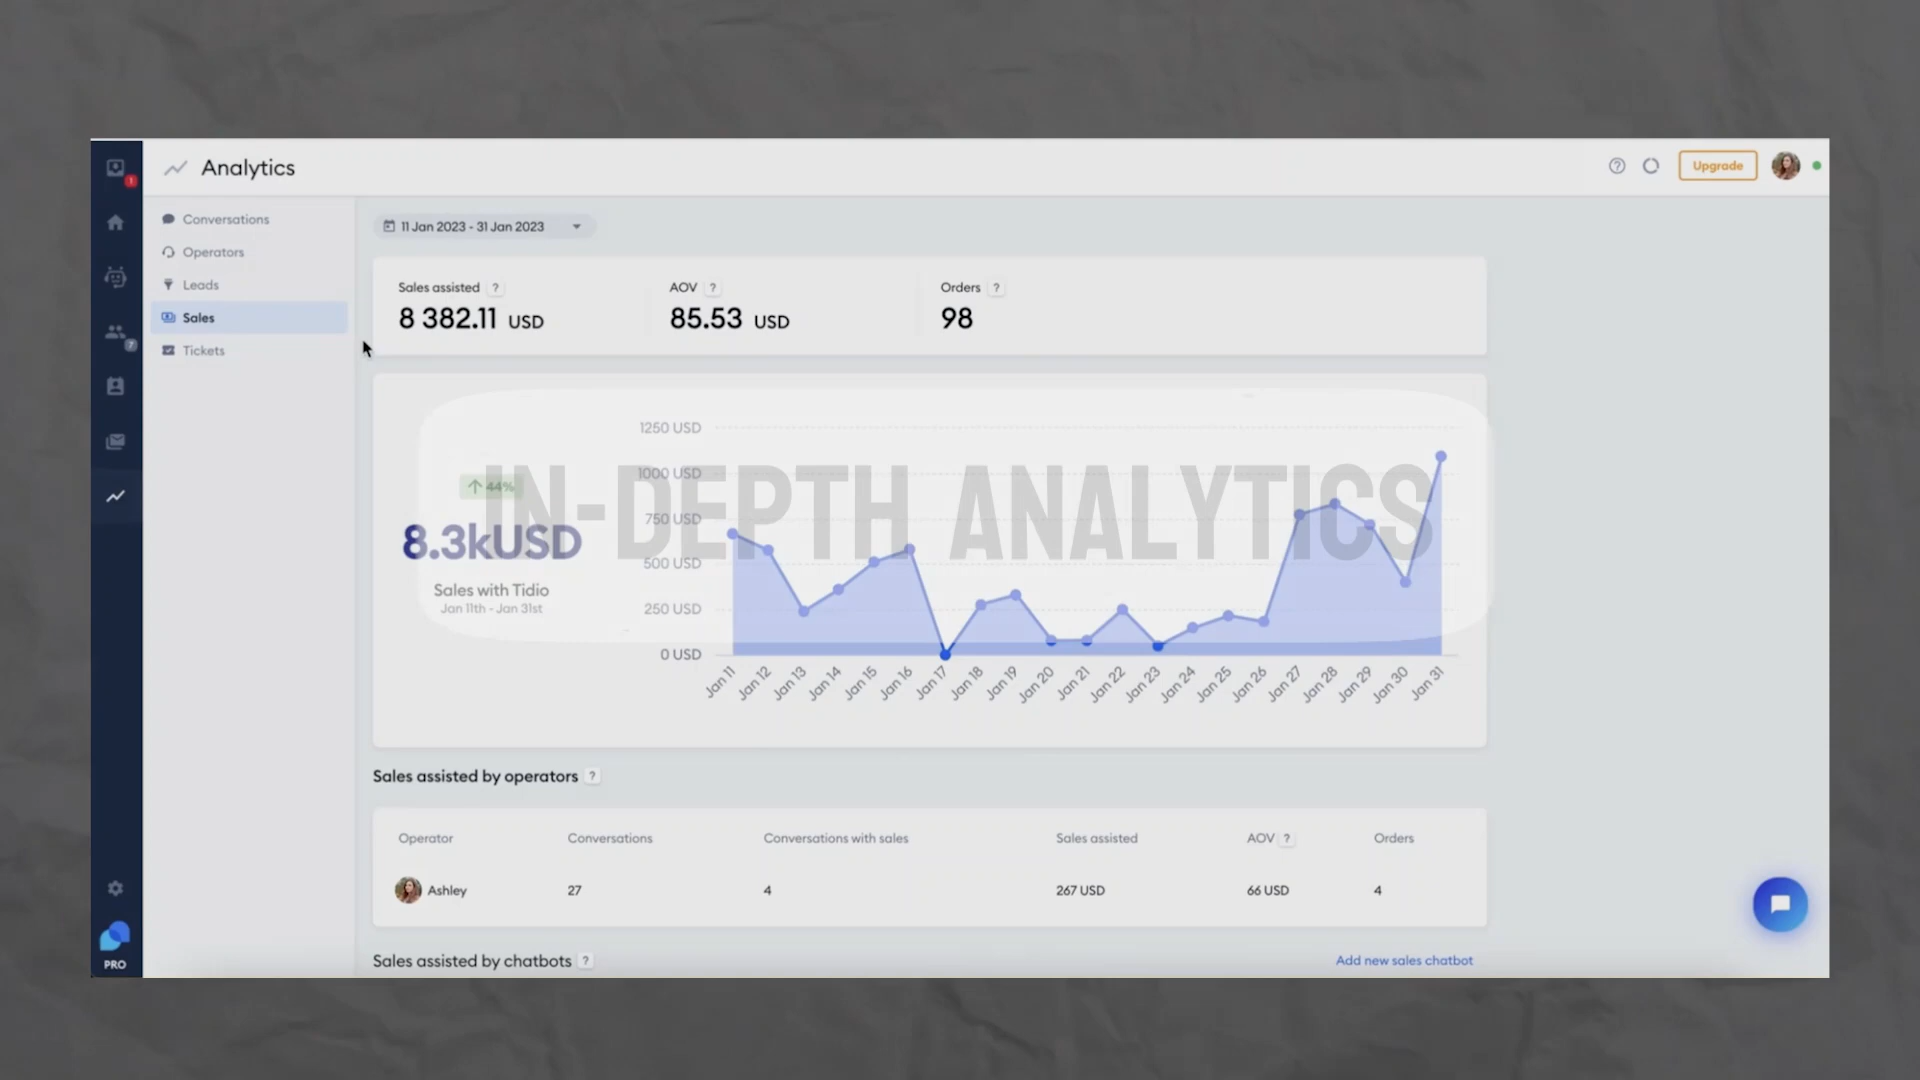 Analytics
Upgrade
1
Conversations
Operators
Leads
Sales
Tickets
7
PRO
11 Jan 2023 - 31 Jan 2023
Sales assisted ?
8 382.11 USD
AOV ?
85.53 USD
Orders ?
98
IN-DEPTH ANALYTICS
44%
8.3kUSD
Sales with Tidio
Jan 11th - Jan 31st
1250 USD
1000 USD
750 USD
500 USD
250 USD
0 USD
Jan 11 Jan 12 Jan 13 Jan 14 Jan 15 Jan 16 Jan 17 Jan 18 Jan 19 Jan 20 Jan 21 Jan 22 Jan 23 Jan 24 Jan 25 Jan 26 Jan 27 Jan 28 Jan 29 Jan 30 Jan 31
Sales assisted by operators ?
Operator Conversations Conversations with sales Sales assisted AOV ? Orders
Ashley 27 4 267 USD 66 USD 4
Sales assisted by chatbots ?
Add new sales chatbot